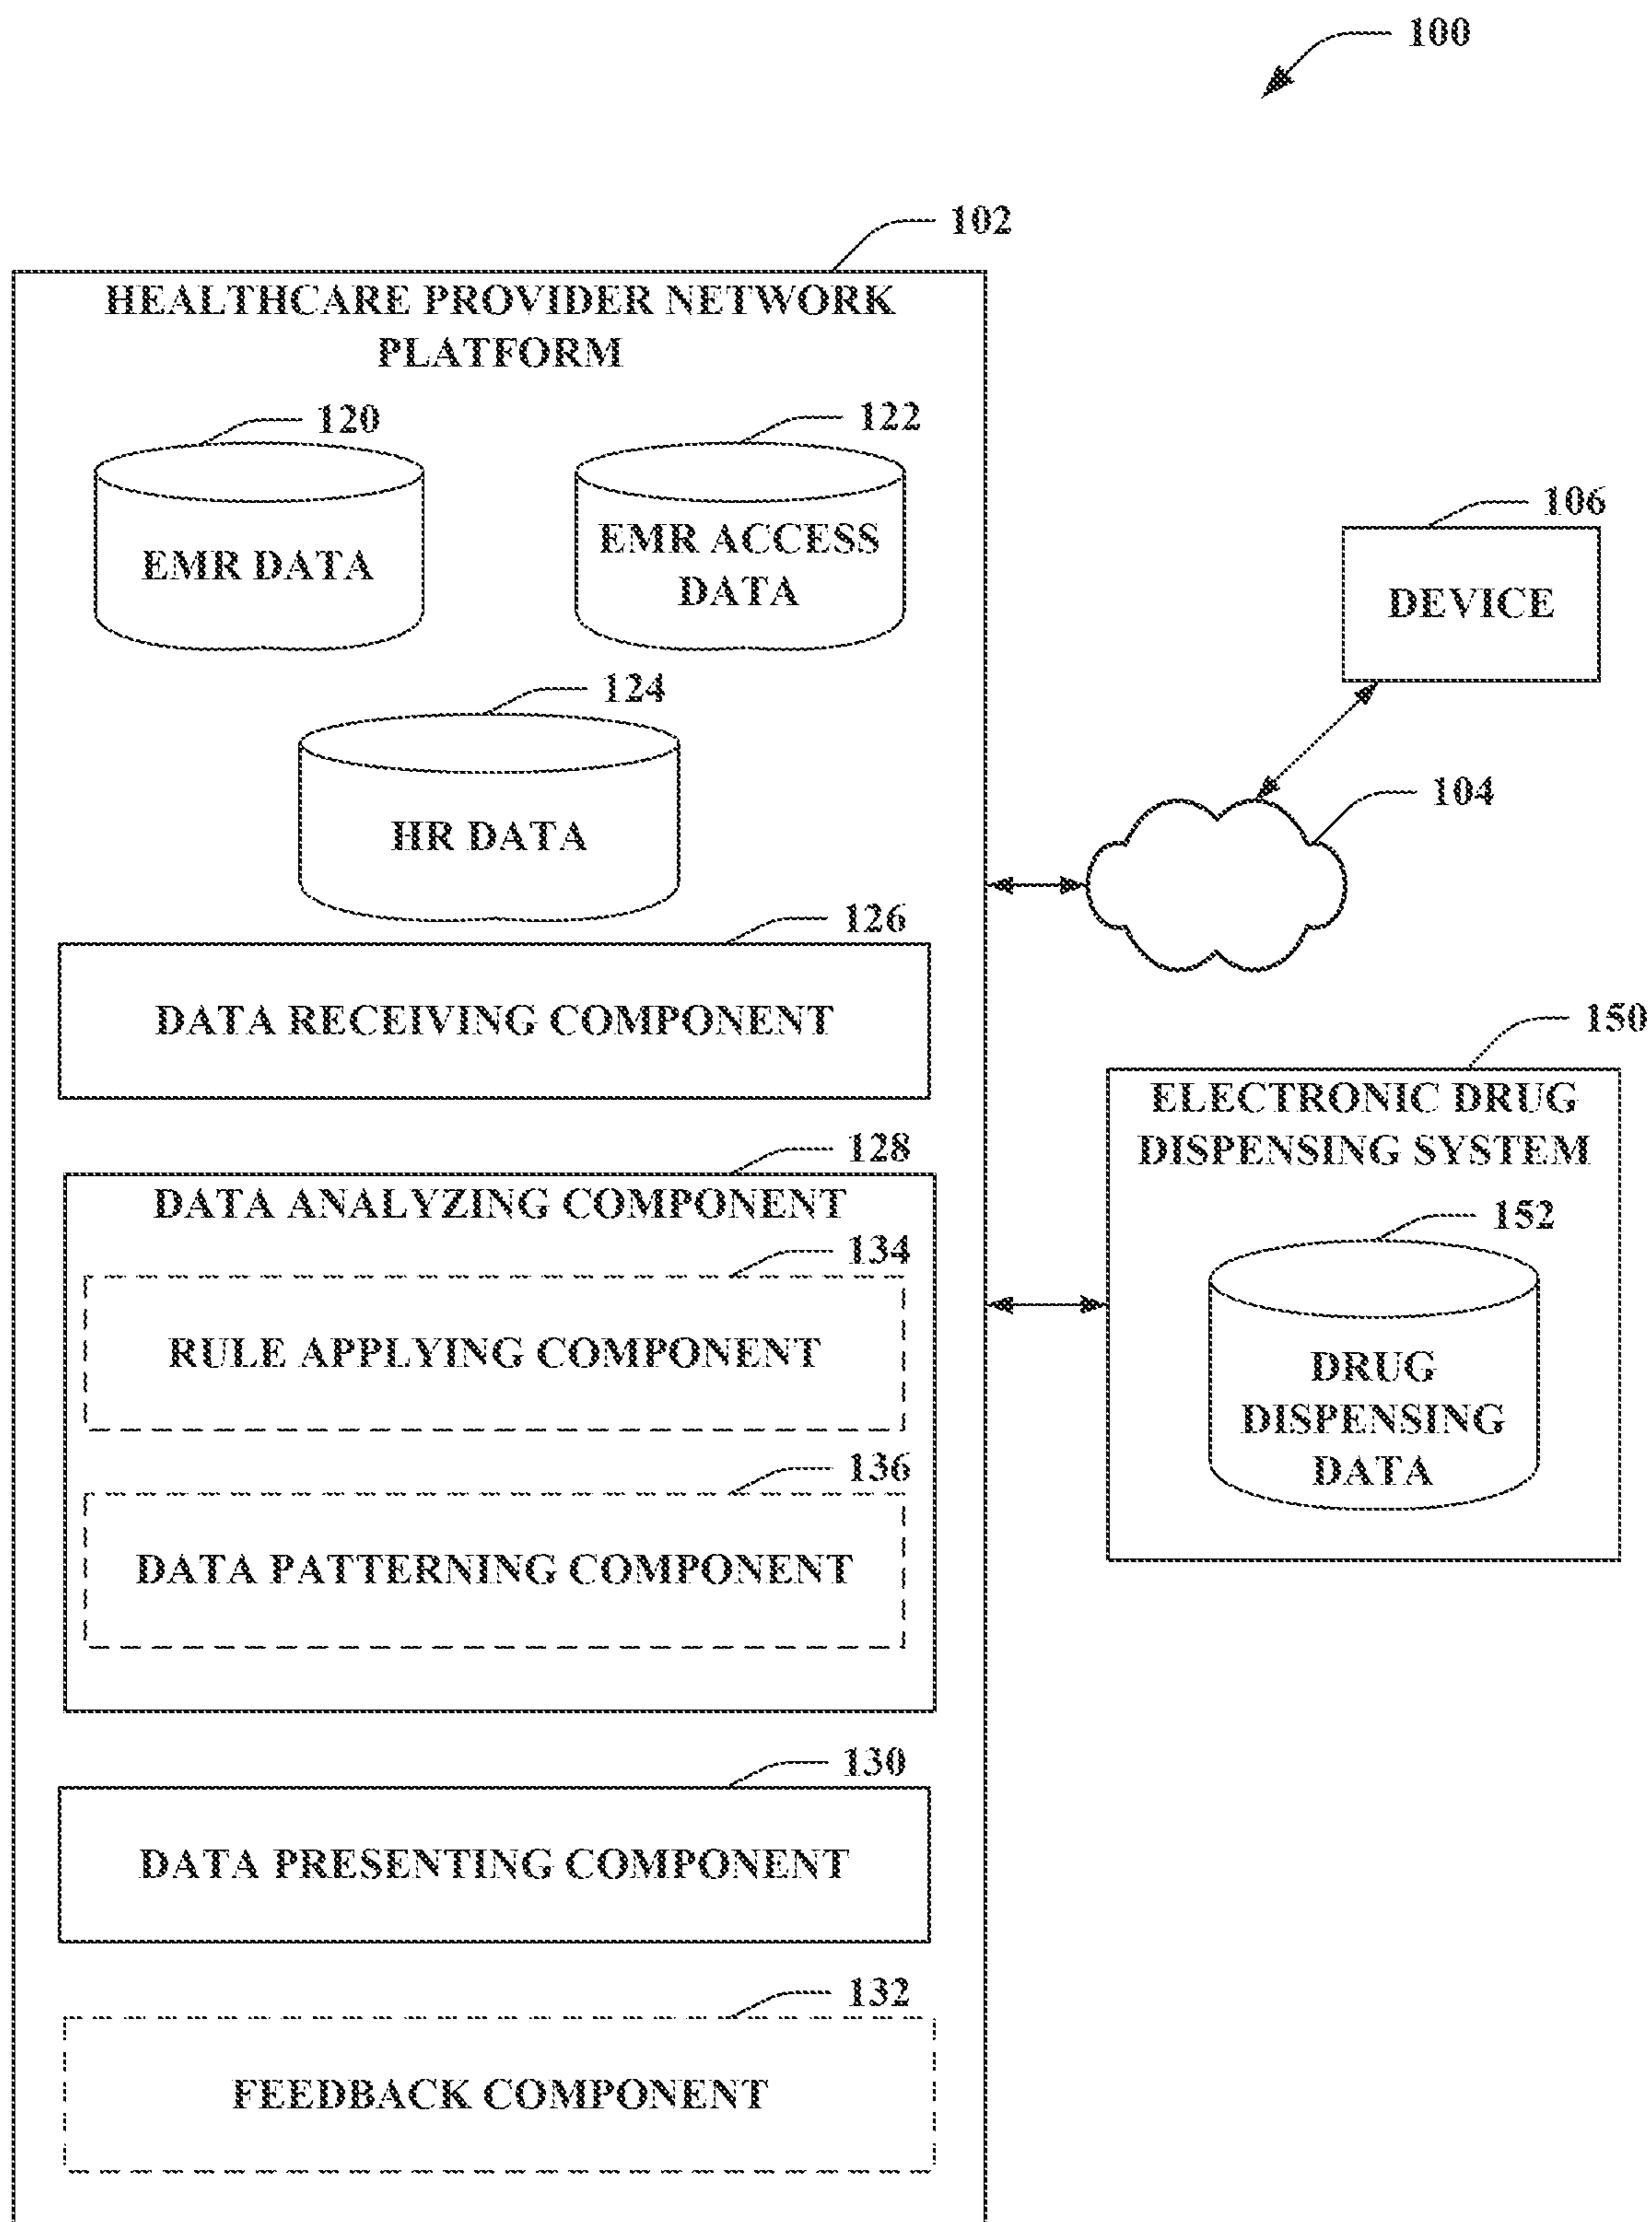 100
102
HEALTHCARE PROVIDER NETWORK
PLATFORM
120
122
EMR DATA
EMR ACCESS
DATA
124
HR DATA
106
DEVICE
104
126
DATA RECEIVING COMPONENT
150
ELECTRONIC DRUG
DISPENSING SYSTEM
152
DRUG
DISPENSING
DATA
128
DATA ANALYZING COMPONENT
134
RULE APPLYING COMPONENT
136
DATA PATTERNING COMPONENT
130
DATA PRESENTING COMPONENT
132
FEEDBACK COMPONENT